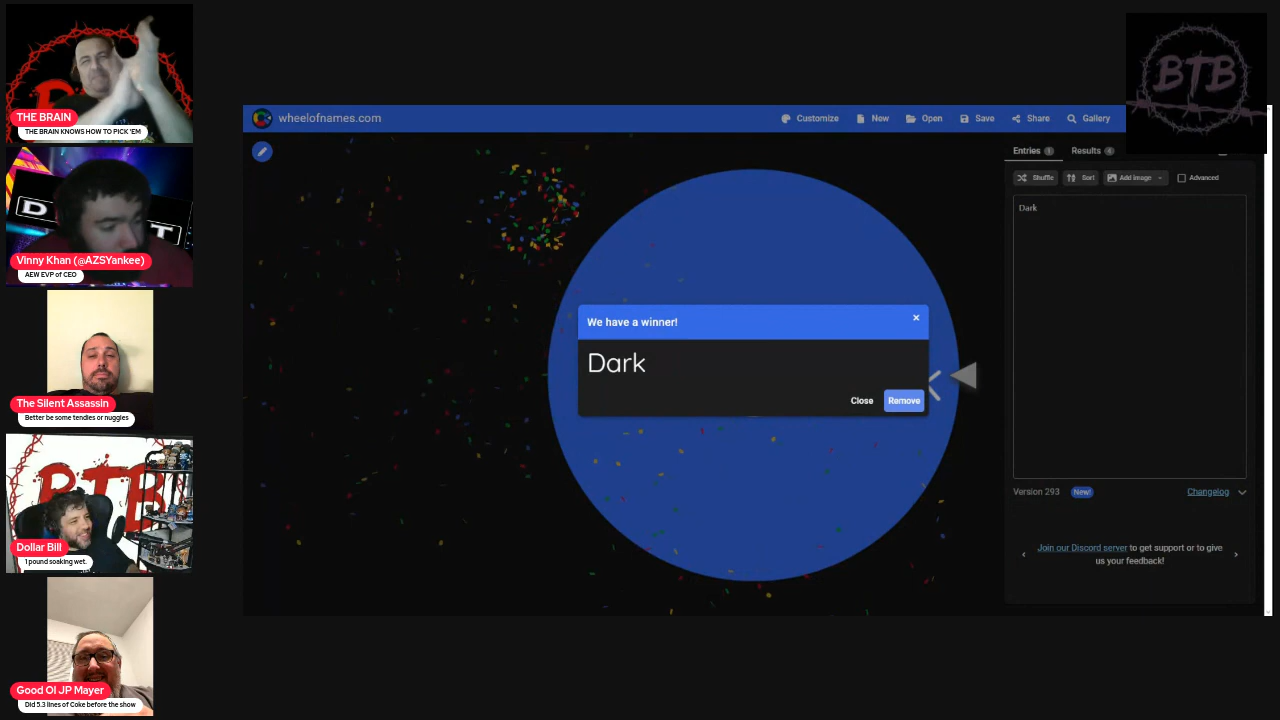 THE BRAIN
THE BRAIN KNOWS HOW TO PICK 'EM
Vinny Khan (@AZSYankee)
AEW EVP of CEO
The Silent Assassin
Better be some tendies or nuggies
BTB
Dollar Bill
1 pound soaking wet.
Good Ol JP Mayer
Did 5.3 lines of Coke before the show
wheelofnames.com
Customize
New
Open
Save
Share
Gallery
BTB
Entries 1
Results 4
Shuffle
Sort
Add image
Advanced
Dark
We have a winner!
×
Dark
Close
Remove
Version 293
New!
Changelog
Join our Discord server to get support or to give
us your feedback!